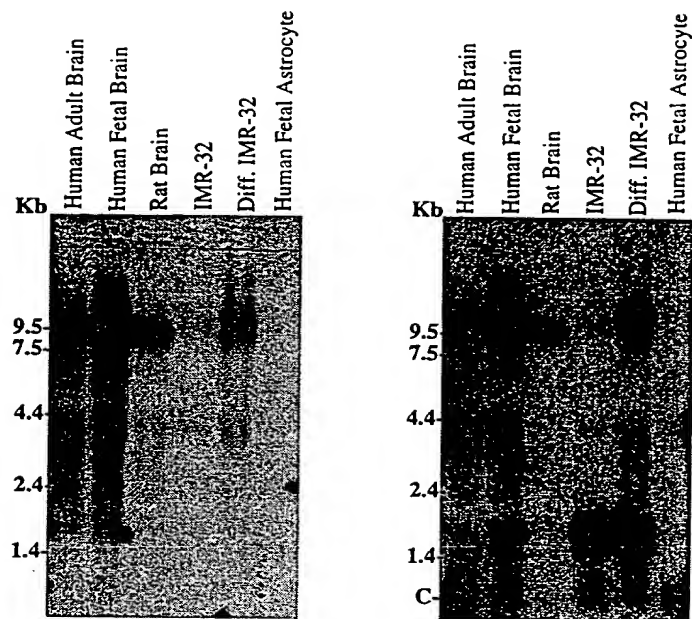 Human Adult Brain
Human Fetal Brain
Rat Brain
IMR-32
Diff. IMR-32
Human Fetal Astrocyte
Kb
9.5-
7.5-
4.4-
2.4-
1.4-
Human Adult Brain
Human Fetal Brain
Rat Brain
IMR-32
Diff. IMR-32
Human Fetal Astrocyte
Kb
9.5-
7.5-
4.4-
2.4-
1.4-
C-